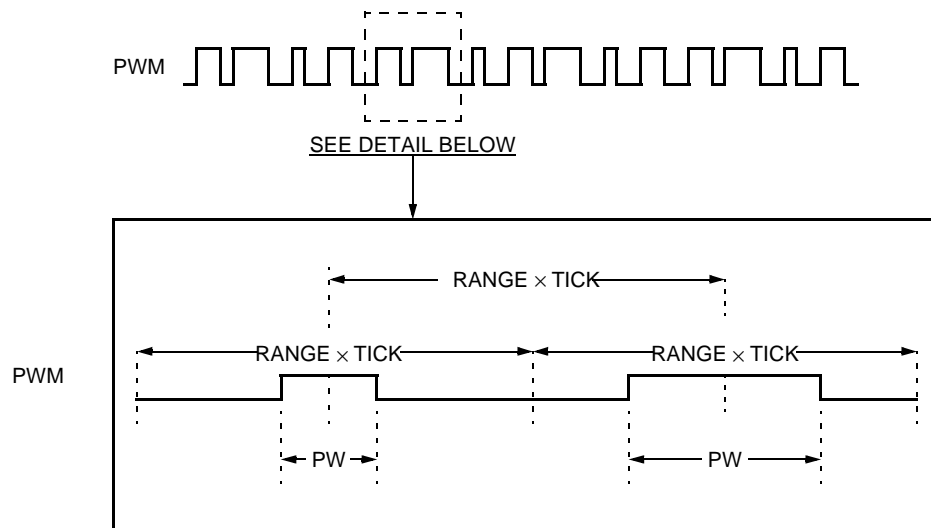 PWM
SEE DETAIL BELOW
RANGE × TICK
RANGE × TICK RANGE × TICK
PWM
PW PW